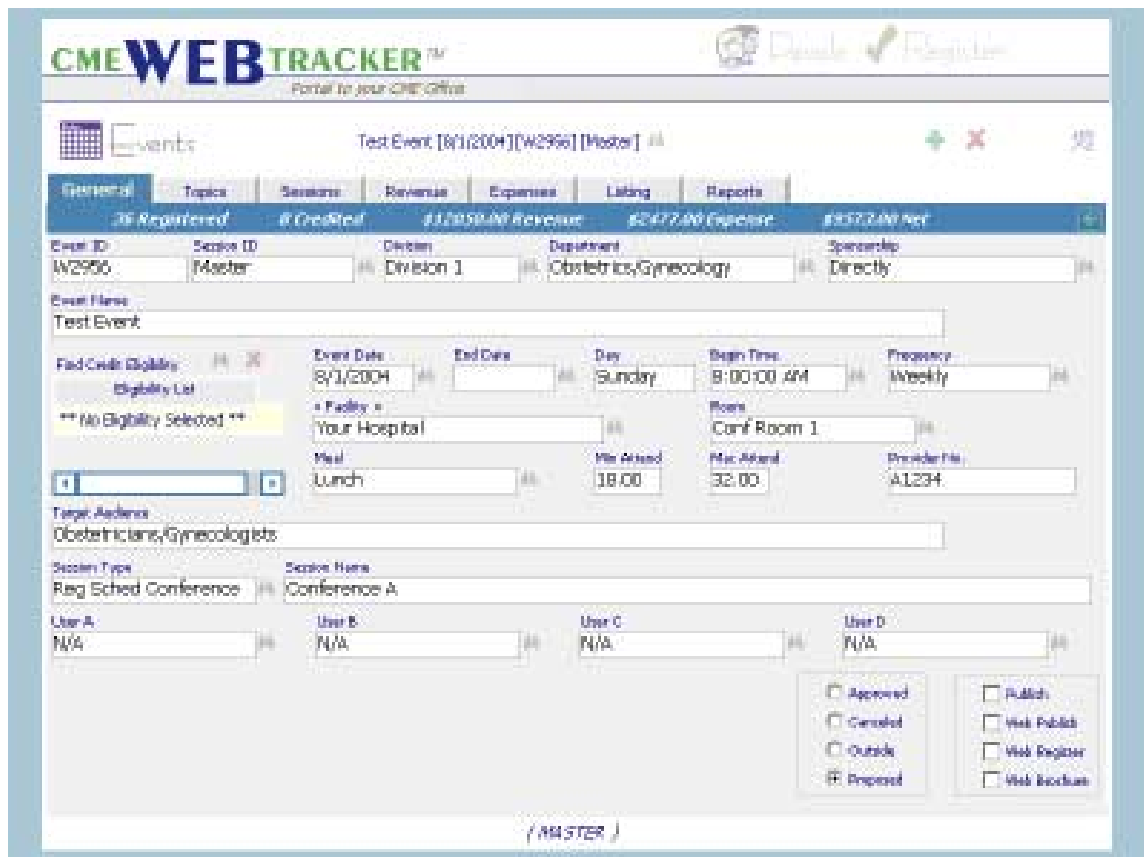 CME WEB TRACKER™
Portal to your CME Office
Details Register
Events Test Event [8/1/2004][W2956] [Master]
General Topics Sessions Revenue Expenses Listing Reports
36 Registered 0 Credited $12050.00 Revenue $2477.00 Expense $9573.00 Net
Event ID Session ID Division Department Sponsorship
W2956 Master Division 1 Obstetrics/Gynecology Directly
Event Name
Test Event
Find Credit Eligibility
Eligibility List
** No Eligibility Selected **
Event Date End Date Day Begin Time Frequency
8/1/2004 Sunday 8:00:00 AM Weekly
* Facility * Room
Your Hospital Conf Room 1
Meal Min Attend Max Attend Provider No.
Lunch 18.00 32.00 A1234
Target Audience
Obstetricians/Gynecologists
Session Type Session Name
Reg Sched Conference Conference A
User A User B User C User D
N/A N/A N/A N/A
Approved Publish
Canceled Web Publish
Outside Web Register
Proposed Web Brochure
( MASTER )